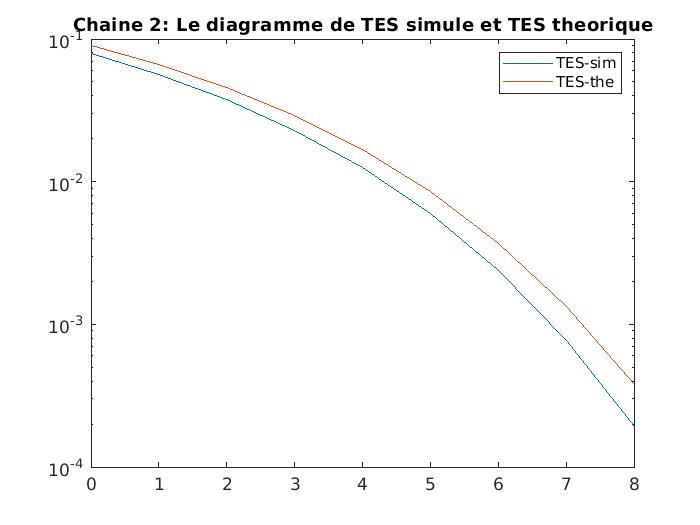 Chaine 2: Le diagramme de TES simule et TES theorique
10^-1
TES-sim
TES-the
10^-2
10^-3
10^-4
0 1 2 3 4 5 6 7 8